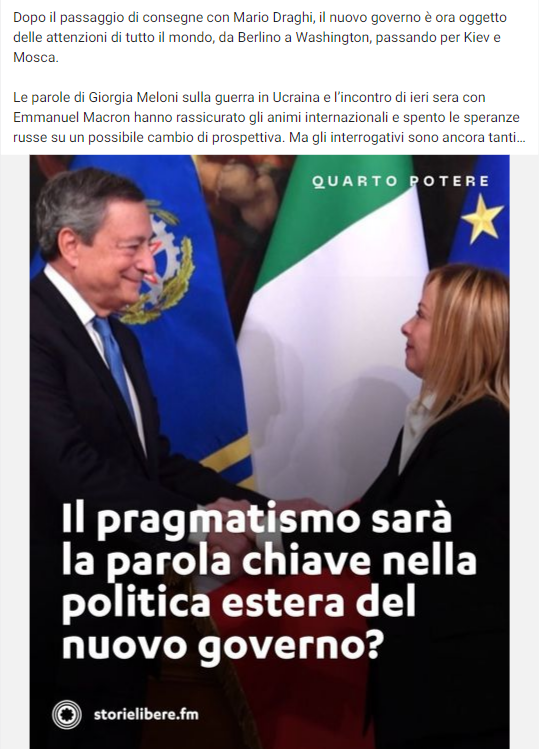 Dopo il passaggio di consegne con Mario Draghi, il nuovo governo è ora oggetto
delle attenzioni di tutto il mondo, da Berlino a Washington, passando per Kiev e
Mosca.
Le parole di Giorgia Meloni sulla guerra in Ucraina e l'incontro di ieri sera con
Emmanuel Macron hanno rassicurato gli animi internazionali e spento le speranze
russe su un possibile cambio di prospettiva. Ma gli interrogativi sono ancora tanti...
QUARTO POTERE
Il pragmatismo sarà
la parola chiave nella
politica estera del
nuovo governo?
storielibere.fm